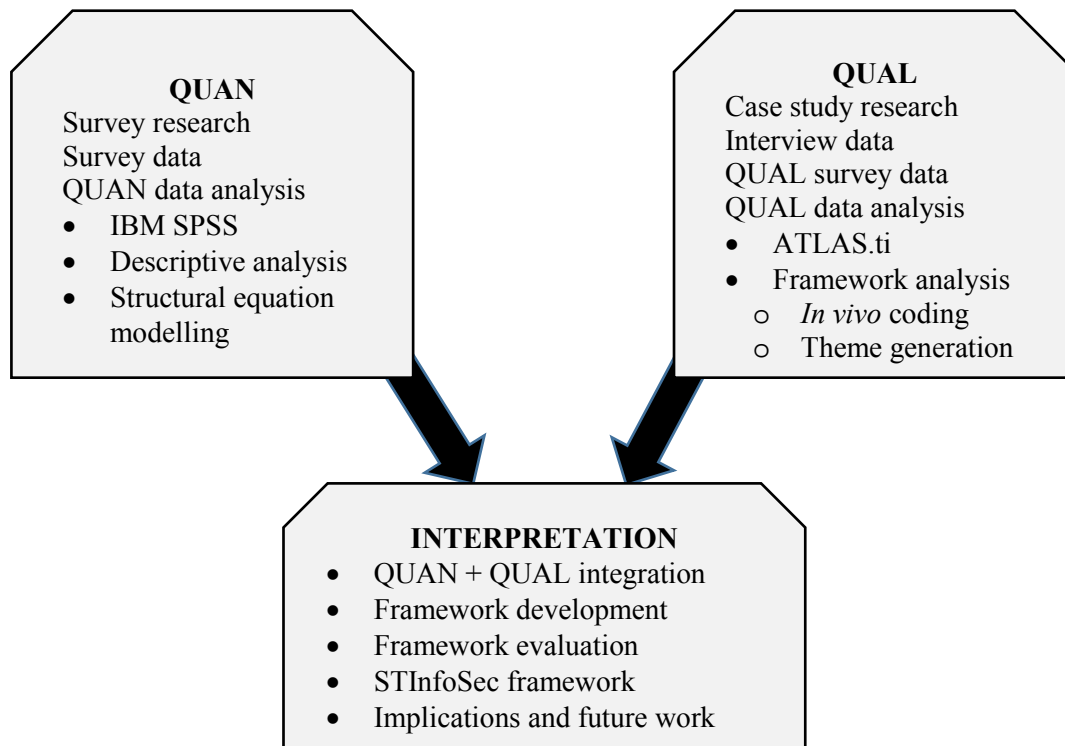 QUAN
Survey research
Survey data
QUAN data analysis
• IBM SPSS
• Descriptive analysis
• Structural equation
modelling
QUAL
Case study research
Interview data
QUAL survey data
QUAL data analysis
• ATLAS.ti
• Framework analysis
o In vivo coding
o Theme generation
INTERPRETATION
• QUAN + QUAL integration
• Framework development
• Framework evaluation
• STInfoSec framework
• Implications and future work